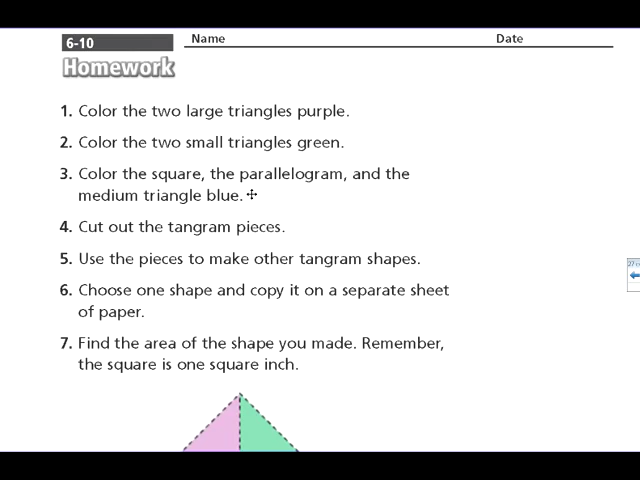 6-10 Name Date
Homework
1. Color the two large triangles purple.
2. Color the two small triangles green.
3. Color the square, the parallelogram, and the
medium triangle blue.
4. Cut out the tangram pieces.
5. Use the pieces to make other tangram shapes.
6. Choose one shape and copy it on a separate sheet
of paper.
7. Find the area of the shape you made. Remember,
the square is one square inch.